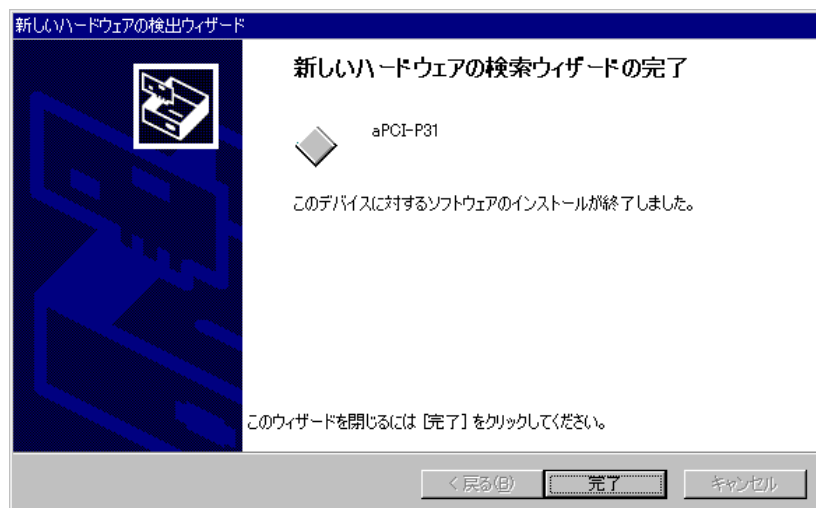 新しいハードウェアの検出ウィザード
新しいハードウェアの検索ウィザードの完了
aPCI-P31
このデバイスに対するソフトウェアのインストールが終了しました。
このウィザードを閉じるには [完了] をクリックしてください。
< 戻る(B) 完了 キャンセル